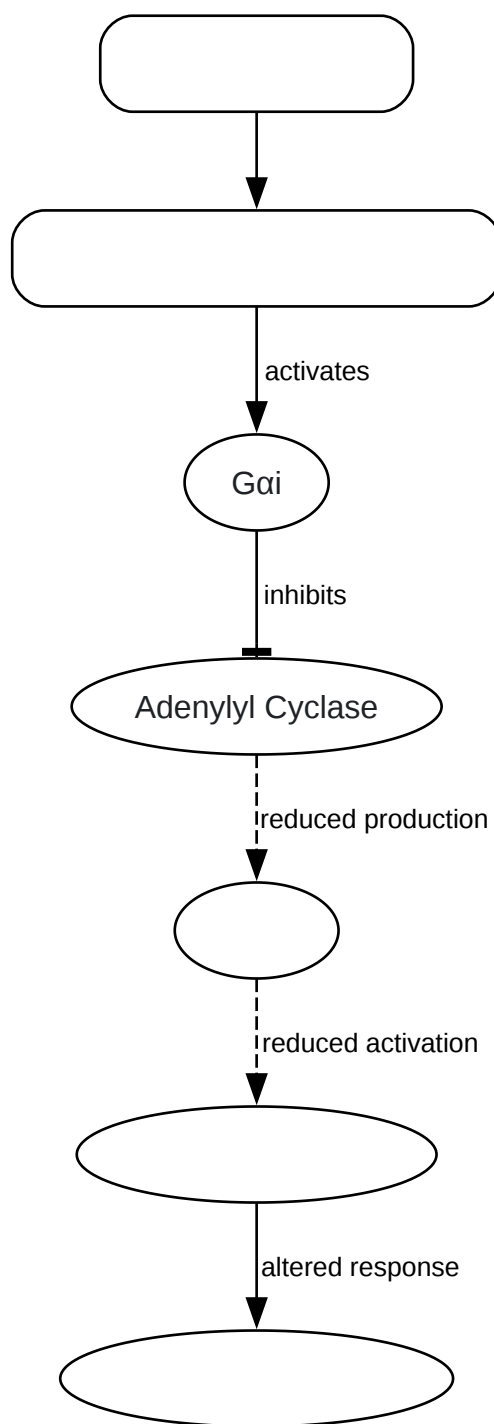 activates
Gαi
inhibits
Adenylyl Cyclase
reduced production
reduced activation
altered response